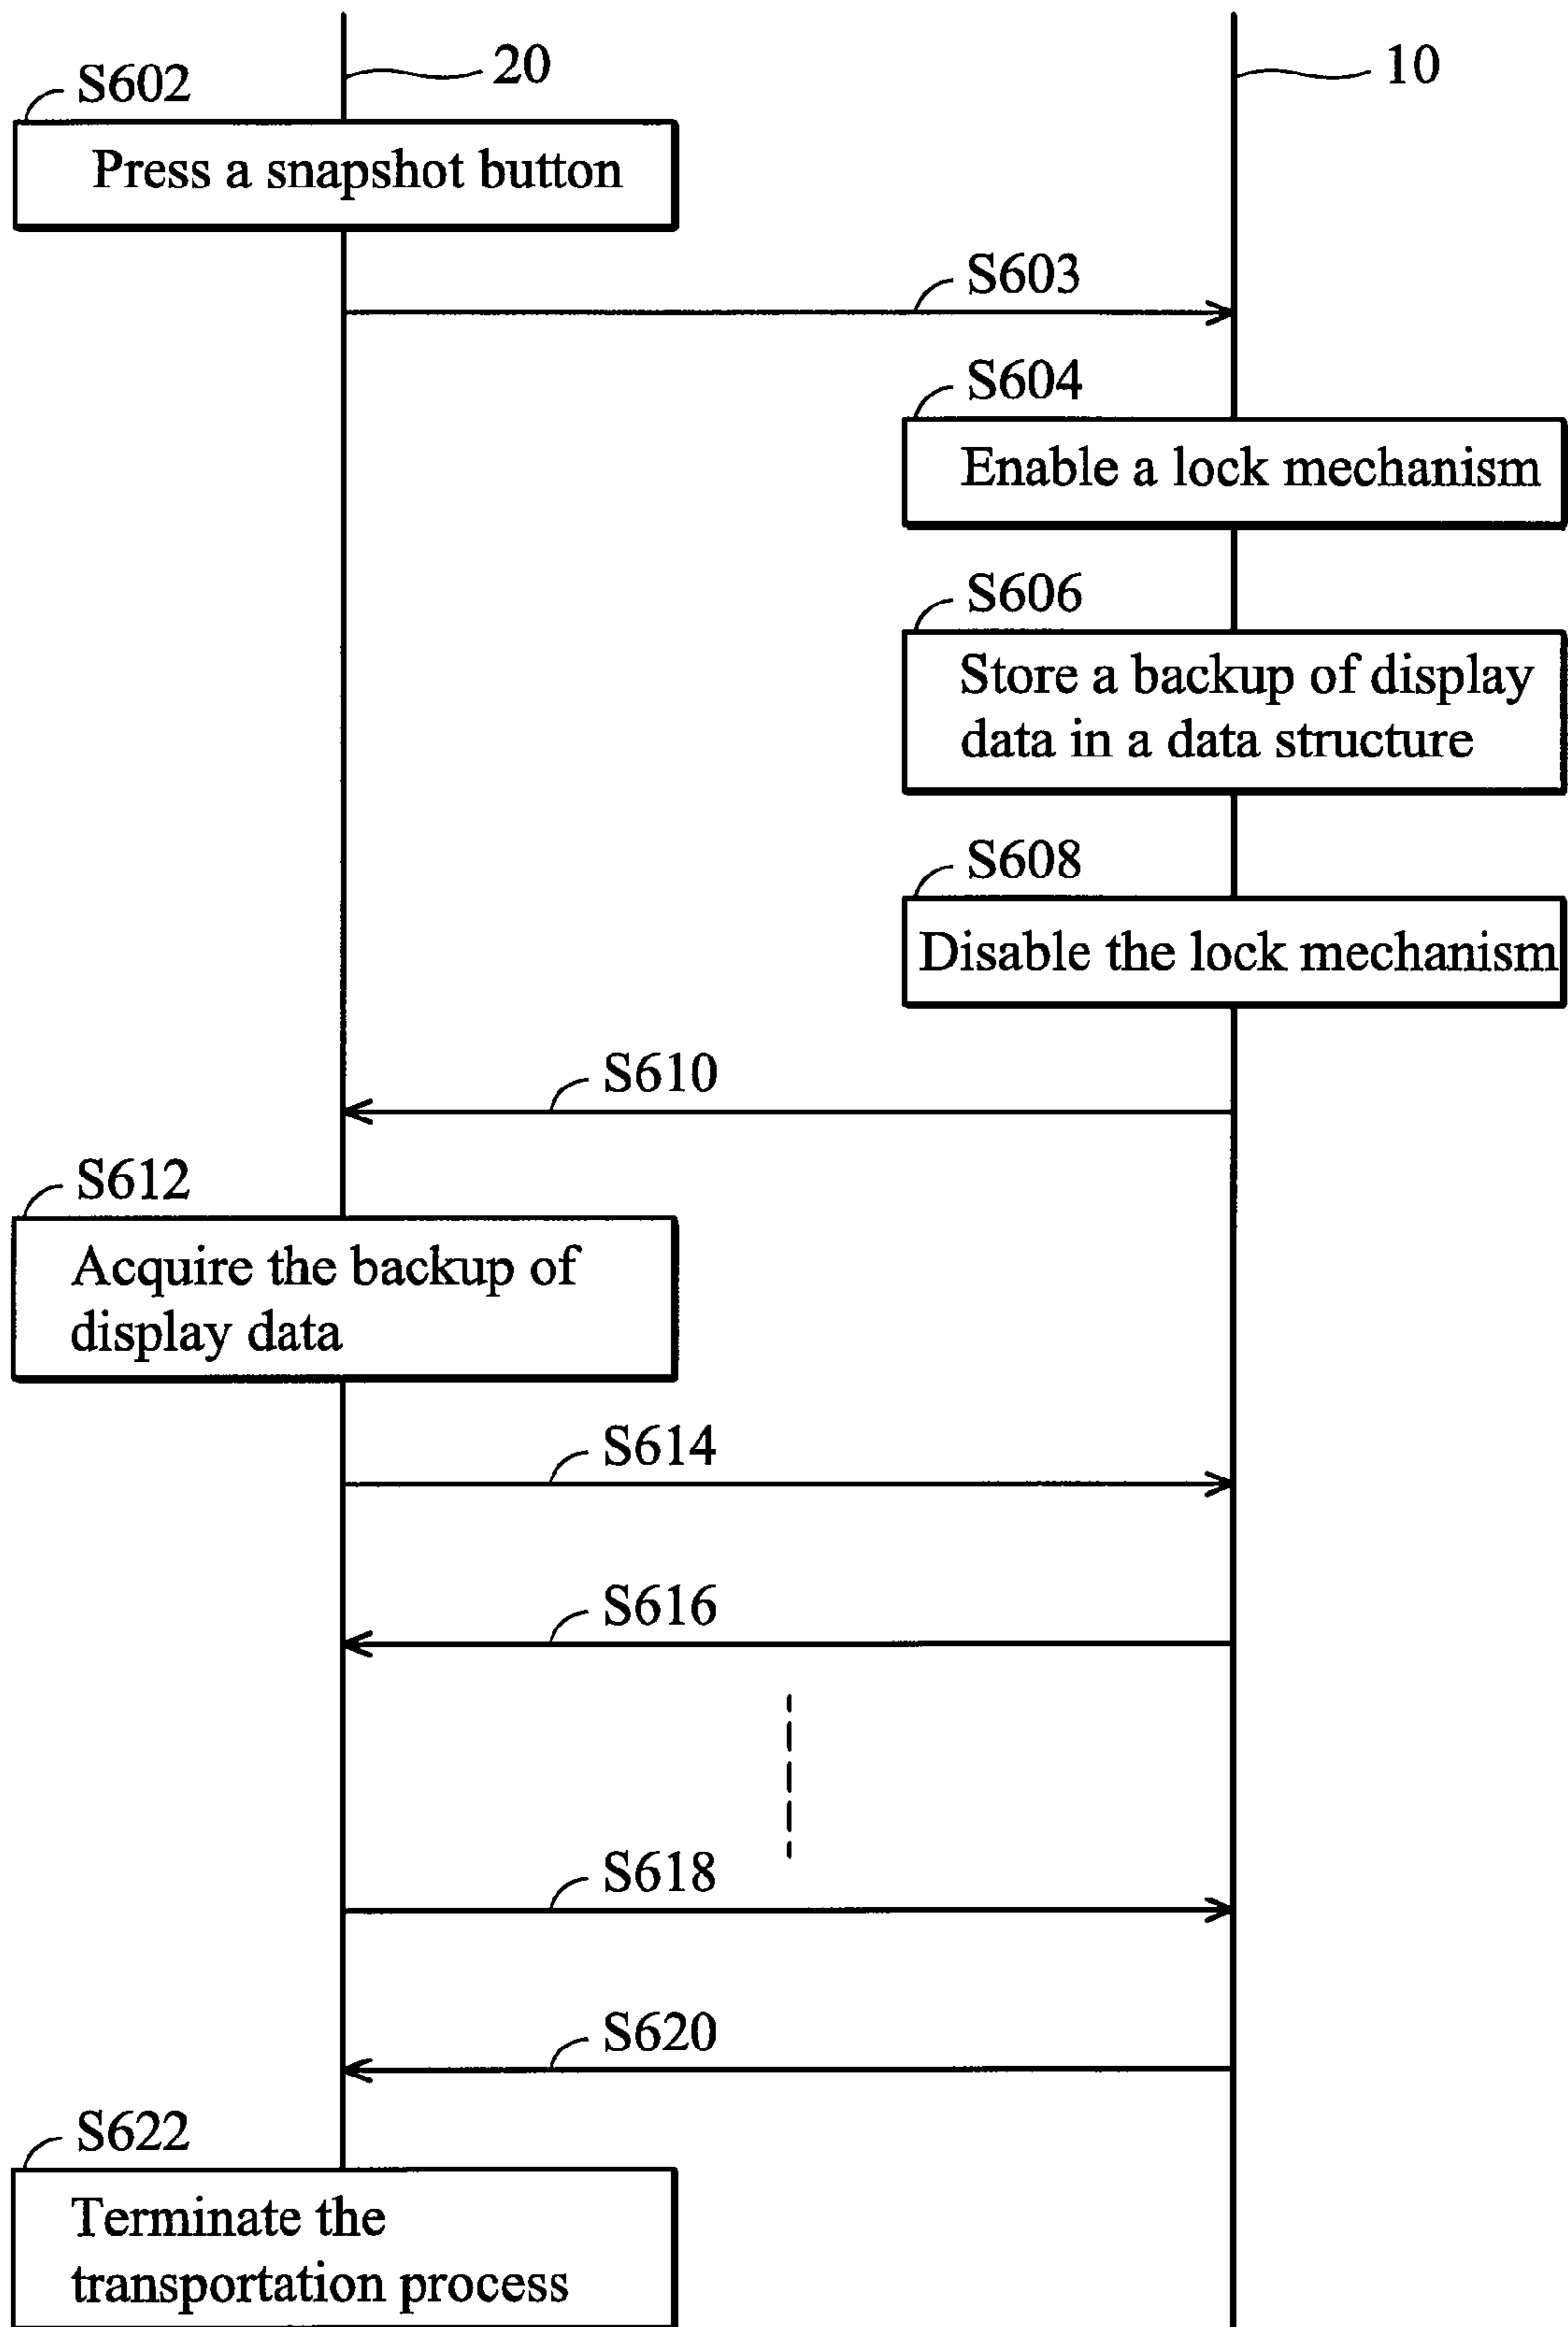 20
10
S602
Press a snapshot button
S603
S604
Enable a lock mechanism
S606
Store a backup of display
data in a data structure
S608
Disable the lock mechanism
S610
S612
Acquire the backup of
display data
S614
S616
S618
S620
S622
Terminate the
transportation process